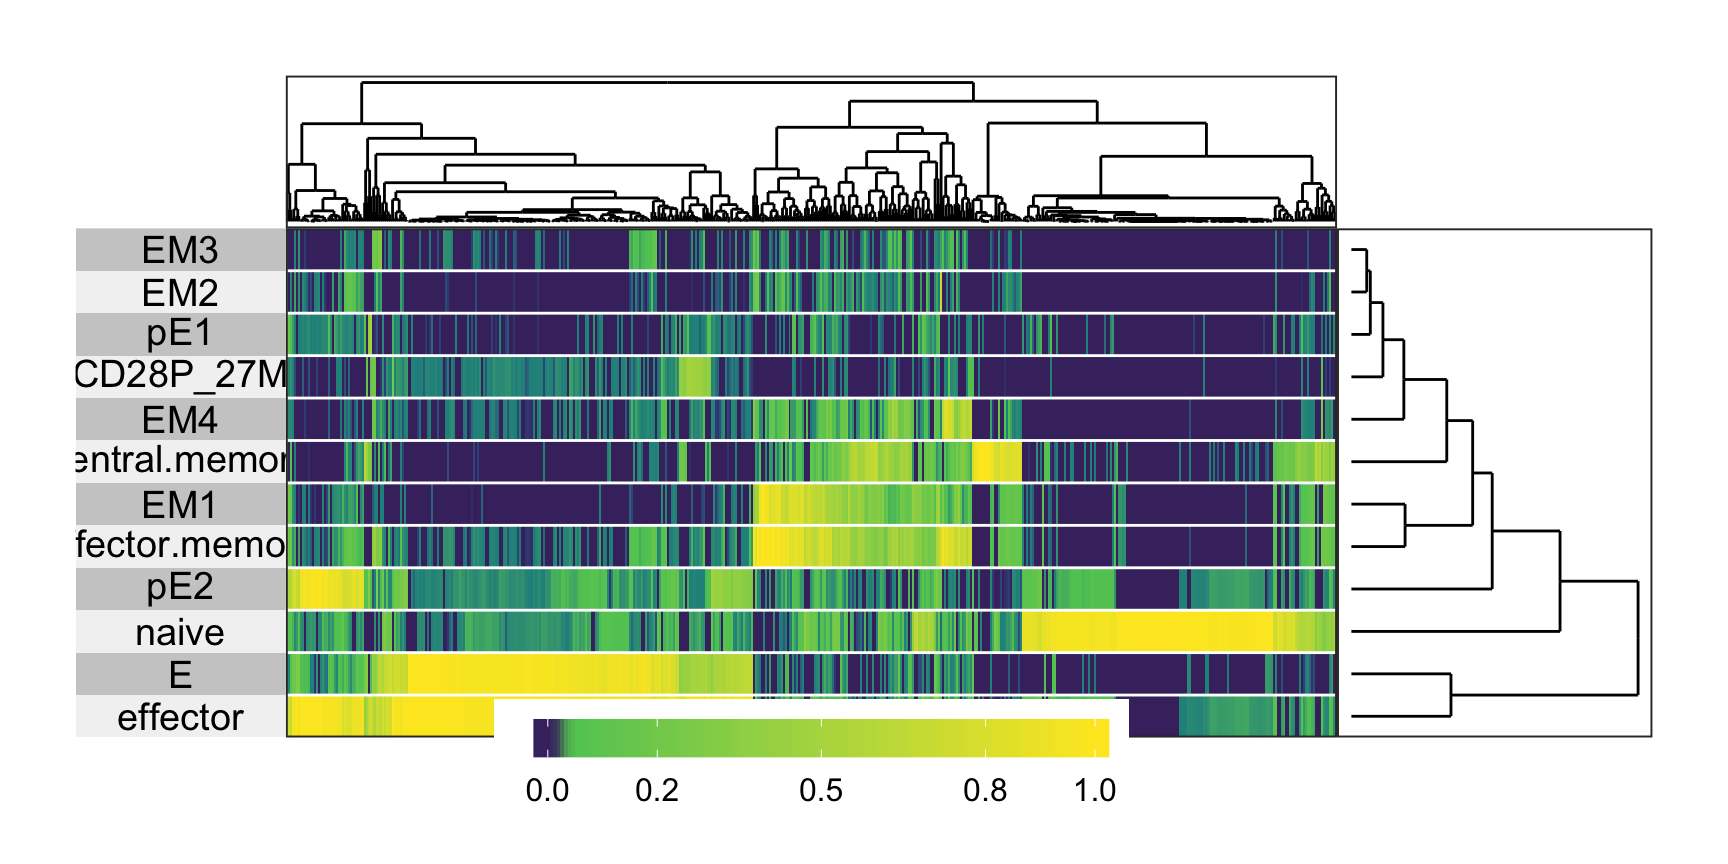 EM3
EM2
pE1
CD28P_27M
EM4
entral.memor
EM1
fector.memo
pE2
naive
E
effector
0.0 0.2 0.5 0.8 1.0